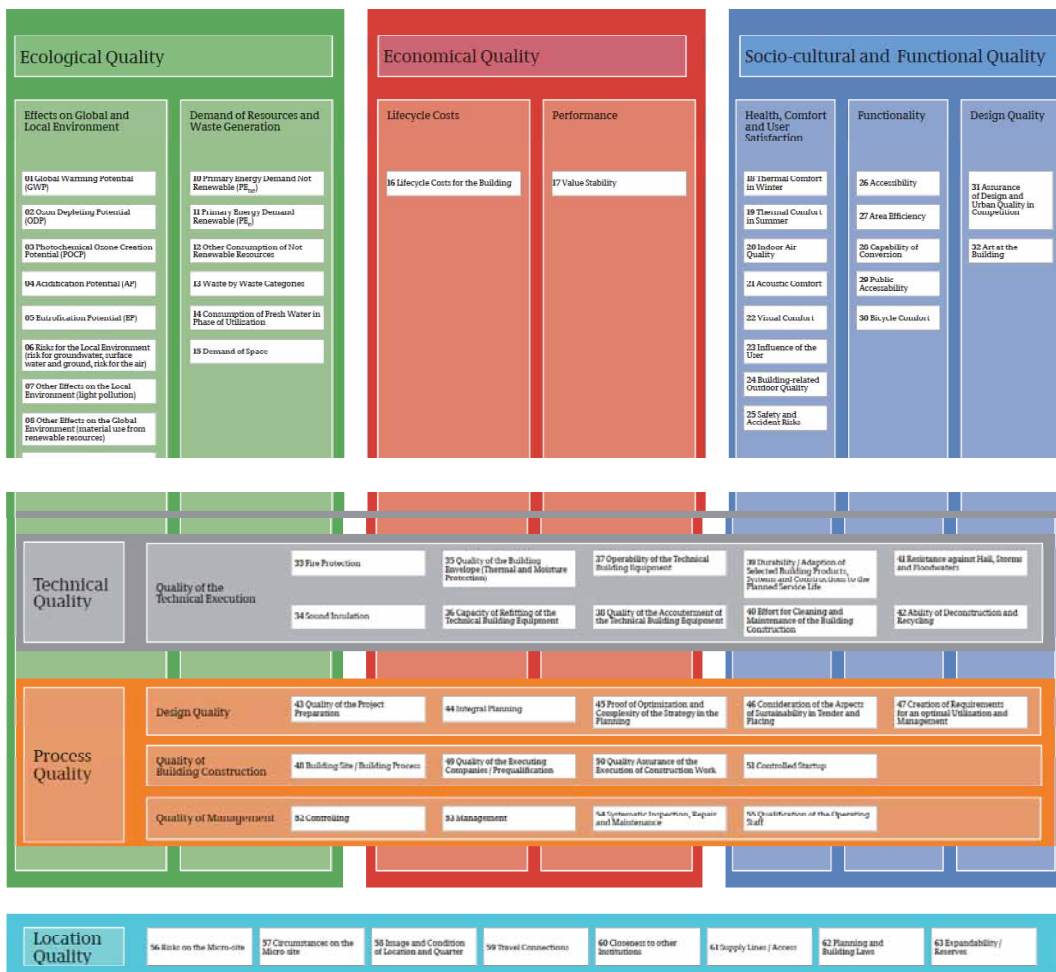 Ecological Quality
Economical Quality
Socio-cultural and Functional Quality
Effects on Global and
Local Environment
01 Global Warming Potential
(GWP)
02 Ozon Depleting Potential
(ODP)
03 Photochemical Ozone Creation
Potential (POCP)
04 Acidification Potential (AP)
05 Eutrofication Potential (EP)
06 Risks for the Local Environment
(risk for groundwater, surface
water and ground, risk for the air)
07 Other Effects on the Local
Environment (light pollution)
08 Other Effects on the Global
Environment (material use from
renewable resources)
Demand of Resources and
Waste Generation
10 Primary Energy Demand Not
Renewable (PEne)
11 Primary Energy Demand
Renewable (PEe)
12 Other Consumption of Not
Renewable Resources
13 Waste by Waste Categories
14 Consumption of Fresh Water in
Phase of Utilization
15 Demand of Space
Lifecycle Costs
16 Lifecycle Costs for the Building
Performance
17 Value Stability
Health, Comfort
and User
Satisfaction
18 Thermal Comfort
in Winter
19 Thermal Comfort
in Summer
20 Indoor Air
Quality
21 Acoustic Comfort
22 Visual Comfort
23 Influence of the
User
24 Building-related
Outdoor Quality
25 Safety and
Accident Risks
Functionality
26 Accessibility
27 Area Efficiency
28 Capability of
Conversion
29 Public
Accessability
30 Bicycle Comfort
Design Quality
31 Assurance
of Design and
Urban Quality in
Competition
32 Art at the
Building
Technical
Quality
Quality of the
Technical Execution
33 Fire Protection
35 Quality of the Building
Envelope (Thermal and Moisture
Protection)
37 Operability of the Technical
Building Equipment
39 Durability / Adaption of
Selected Building Products,
Systems and Constructions to the
Planned Service Life
41 Resistance against Hail, Storms
and Floodwaters
34 Sound Insulation
36 Capacity of Refitting of the
Technical Building Equipment
38 Quality of the Accouterment of
the Technical Building Equipment
40 Effort for Cleaning and
Maintenance of the Building
Construction
42 Ability of Deconstruction and
Recycling
Process
Quality
Design Quality
43 Quality of the Project
Preparation
44 Integral Planning
45 Proof of Optimization and
Complexity of the Strategy in the
Planning
46 Consideration of the Aspects
of Sustainability in Tender and
Placing
47 Creation of Requirements
for an optimal Utilization and
Management
Quality of
Building Construction
48 Building Site / Building Process
49 Quality of the Executing
Companies / Prequalification
50 Quality Assurance of the
Execution of Construction Work
51 Controlled Startup
Quality of Management
52 Controlling
53 Management
54 Systematic Inspection, Repair
and Maintenance
55 Qualification of the Operating
Staff
Location
Quality
56 Risks on the Micro-site
57 Circumstances on the
Micro-site
58 Image and Condition
of Location and Quarter
59 Travel Connections
60 Closeness to other
Institutions
61 Supply Lines / Access
62 Planning and
Building Laws
63 Expandability /
Reserves